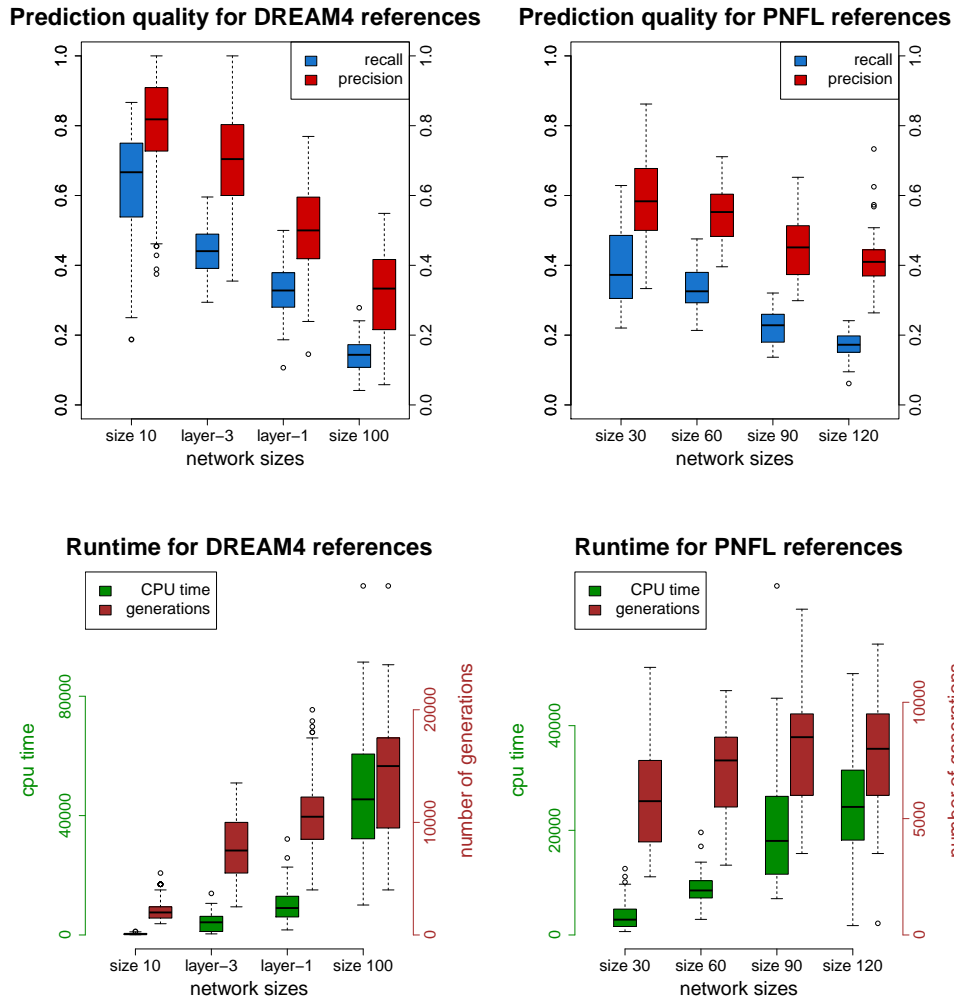 Prediction quality for DREAM4 references
recall
precision
0.0 0.2 0.4 0.6 0.8 1.0
0.0 0.2 0.4 0.6 0.8 1.0
size 10 layer-3 layer-1 size 100
network sizes
Prediction quality for PNFL references
recall
precision
0.0 0.2 0.4 0.6 0.8 1.0
0.0 0.2 0.4 0.6 0.8 1.0
size 30 size 60 size 90 size 120
network sizes
Runtime for DREAM4 references
CPU time
generations
cpu time
0 40000 80000
number of generations
0 10000 20000
size 10 layer-3 layer-1 size 100
network sizes
Runtime for PNFL references
CPU time
generations
cpu time
0 20000 40000
number of generations
0 5000 10000
size 30 size 60 size 90 size 120
network sizes